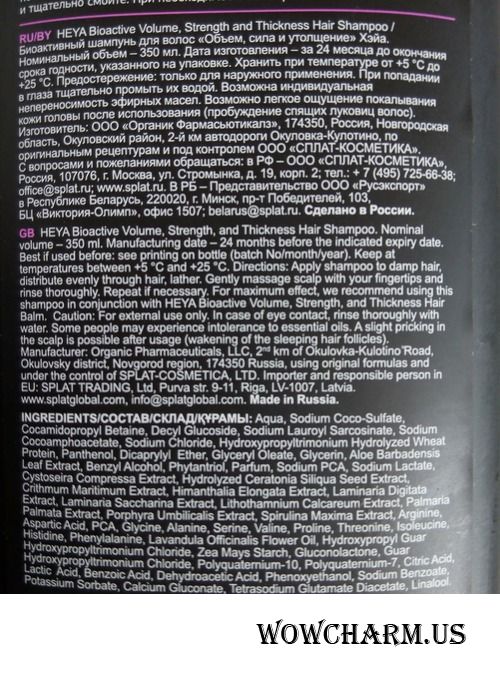 и тщательно смойте. При необходимости
RU/BY HEYA Bioactive Volume, Strength and Thickness Hair Shampoo /
Биоактивный шампунь для волос «Объем, сила и утолщение» Хэйа.
Номинальный объем – 350 мл. Дата изготовления – за 24 месяца до окончания
срока годности, указанного на упаковке. Хранить при температуре от +5 °С до
+25 °С. Предостережение: только для наружного применения. При попадании
в глаза тщательно промыть их водой. Возможна индивидуальная
непереносимость эфирных масел. Возможно легкое ощущение покалывания
кожи головы после использования (пробуждение спящих луковиц волос).
Изготовитель: ООО «Органик Фармасьютикалз», 174350, Россия, Новгородская
область, Окуловский район, 2-й км автодороги Окуловка-Кулотино, по
оригинальным рецептурам и под контролем ООО «СПЛАТ-КОСМЕТИКА».
С вопросами и пожеланиями обращаться: в РФ – ООО «СПЛАТ-КОСМЕТИКА»,
Россия, 107076, г. Москва, ул. Стромынка, д. 19, корп. 2; тел.: + 7 (495) 725-66-38;
office@splat.ru; www.splat.ru. В РБ – Представительство ООО «Русэкспорт»
в Республике Беларусь, 220020, г. Минск, пр-т Победителей, 103,
БЦ «Виктория-Олимп», офис 1507; belarus@splat.ru. Сделано в России.
GB HEYA Bioactive Volume, Strength, and Thickness Hair Shampoo. Nominal
volume – 350 ml. Manufacturing date – 24 months before the indicated expiry date.
Best if used before: see printing on bottle (batch No/month/year). Keep at
temperatures between +5 °C and +25 °C. Directions: Apply shampoo to damp hair,
distribute evenly through hair, lather. Gently massage scalp with your fingertips and
rinse thoroughly. Repeat if necessary. For maximum effect, we recommend using this
shampoo in conjunction with HEYA Bioactive Volume, Strength, and Thickness Hair
Balm. Caution: For external use only. In case of eye contact, rinse thoroughly with
water. Some people may experience intolerance to essential oils. A slight pricking in
the scalp is possible after usage (wakening of the sleeping hair follicles).
Manufacturer: Organic Pharmaceuticals, LLC, 2nd km of Okulovka-Kulotino Road,
Okulovsky district, Novgorod region, 174350 Russia, using original formulas and
under the control of SPLAT-COSMETICA, LTD. Importer and responsible person in
EU: SPLAT TRADING, Ltd, Purva str. 9-11, Riga, LV-1007, Latvia.
www.splatglobal.com, info@splatglobal.com. Made in Russia.
INGREDIENTS/СОСТАВ/СКЛАД/ҚҰРАМЫ: Aqua, Sodium Coco-Sulfate,
Cocamidopropyl Betaine, Decyl Glucoside, Sodium Lauroyl Sarcosinate, Sodium
Cocoamphoacetate, Sodium Chloride, Hydroxypropyltrimonium Hydrolyzed Wheat
Protein, Panthenol, Dicaprylyl Ether, Glyceryl Oleate, Glycerin, Aloe Barbadensis
Leaf Extract, Benzyl Alcohol, Phytantriol, Parfum, Sodium PCA, Sodium Lactate,
Cystoseira Compressa Extract, Hydrolyzed Ceratonia Siliqua Seed Extract,
Crithmum Maritimum Extract, Himanthalia Elongata Extract, Laminaria Digitata
Extract, Laminaria Saccharina Extract, Lithothamnium Calcareum Extract, Palmaria
Palmata Extract, Porphyra Umbilicalis Extract, Spirulina Maxima Extract, Arginine,
Aspartic Acid, PCA, Glycine, Alanine, Serine, Valine, Proline, Threonine, Isoleucine,
Histidine, Phenylalanine, Lavandula Officinalis Flower Oil, Hydroxypropyl Guar
Hydroxypropyltrimonium Chloride, Zea Mays Starch, Gluconolactone, Guar
Hydroxypropyltrimonium Chloride, Polyquaternium-10, Polyquaternium-7, Citric Acid,
Lactic Acid, Benzoic Acid, Dehydroacetic Acid, Phenoxyethanol, Sodium Benzoate,
Potassium Sorbate, Calcium Gluconate, Tetrasodium Glutamate Diacetate, Linalool.
WOWCHARM.US